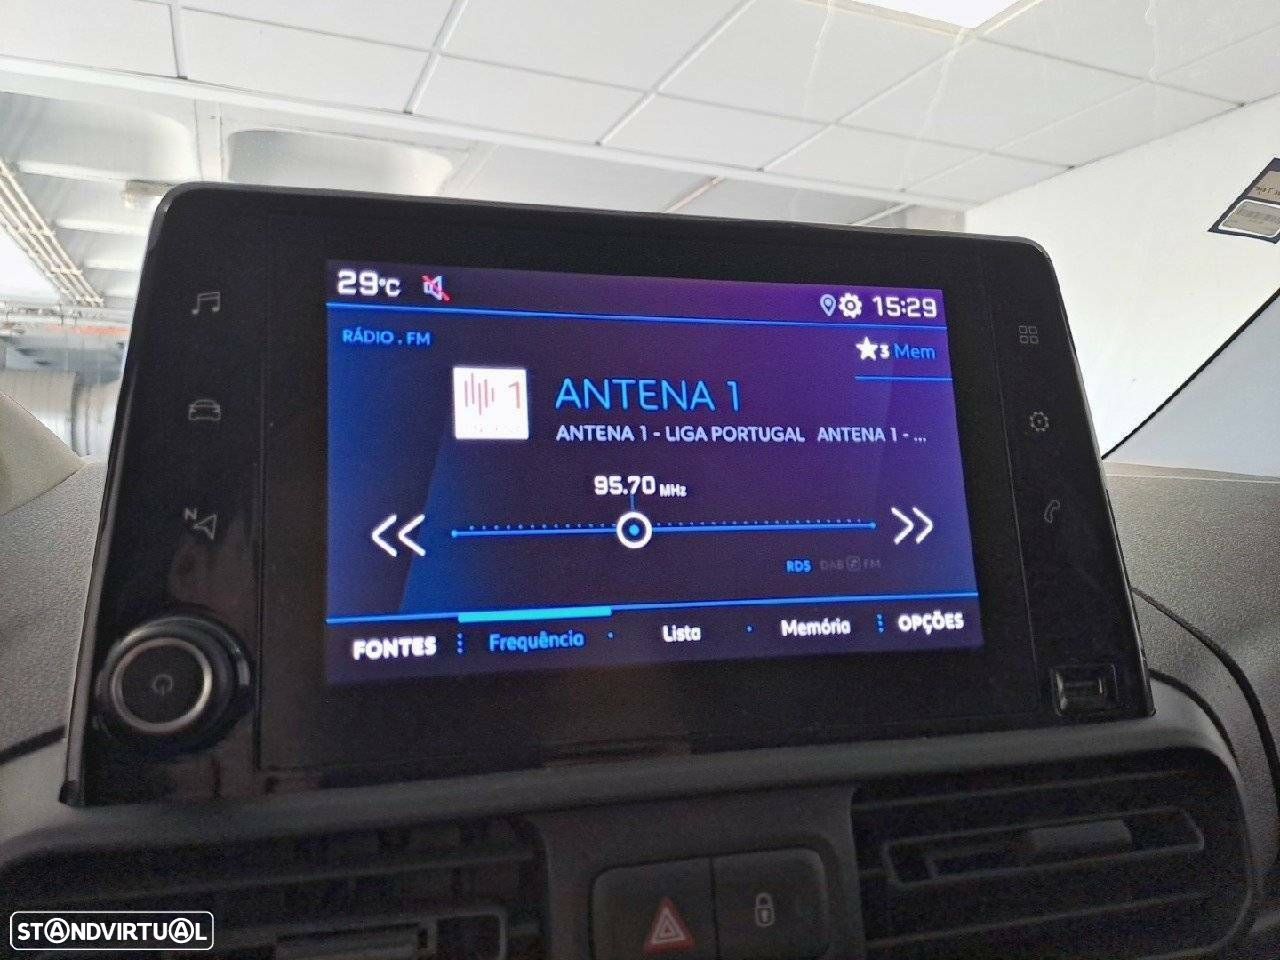 29°C
15:29
RÁDIO . FM
3 Mem
1
ANTENA 1
ANTENA 1 - LIGA PORTUGAL ANTENA 1 - ...
95.70 MHz
N
RDS DAB FM
FONTES Frequência Lista Memória OPÇÕES
STANDVIRTUAL